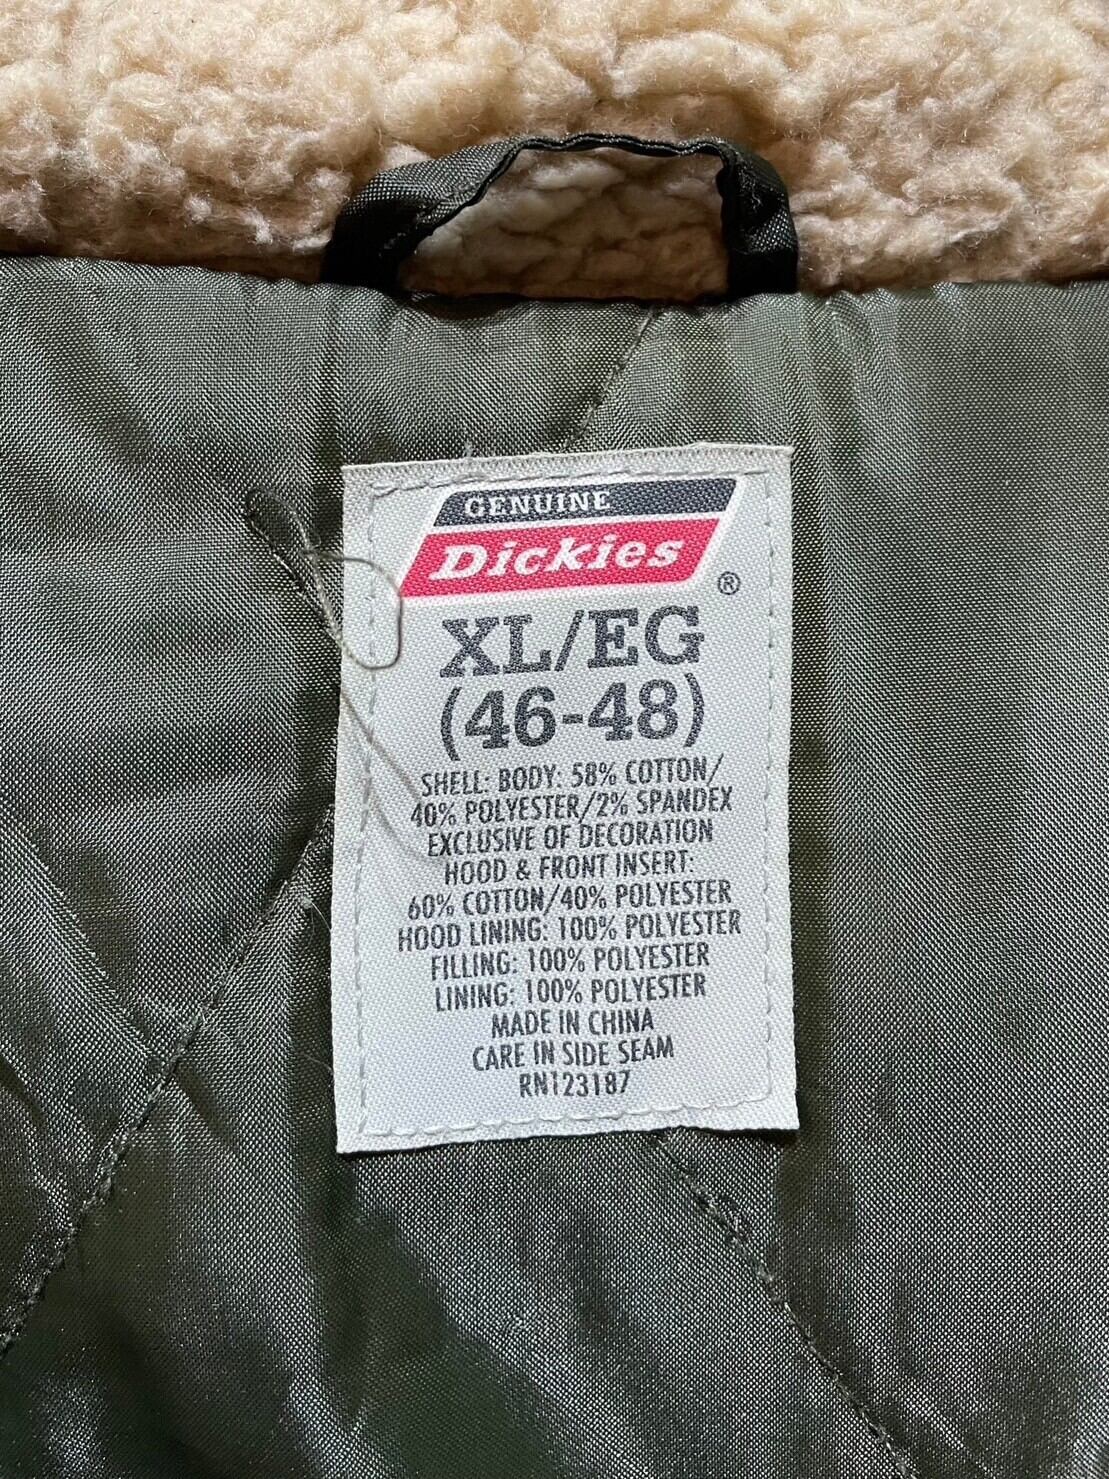 GENUINE
Dickies
®
XL/EG
(46-48)
SHELL: BODY: 58% COTTON/
40% POLYESTER/2% SPANDEX
EXCLUSIVE OF DECORATION
HOOD & FRONT INSERT:
60% COTTON/40% POLYESTER
HOOD LINING: 100% POLYESTER
FILLING: 100% POLYESTER
LINING: 100% POLYESTER
MADE IN CHINA
CARE IN SIDE SEAM
RN123187